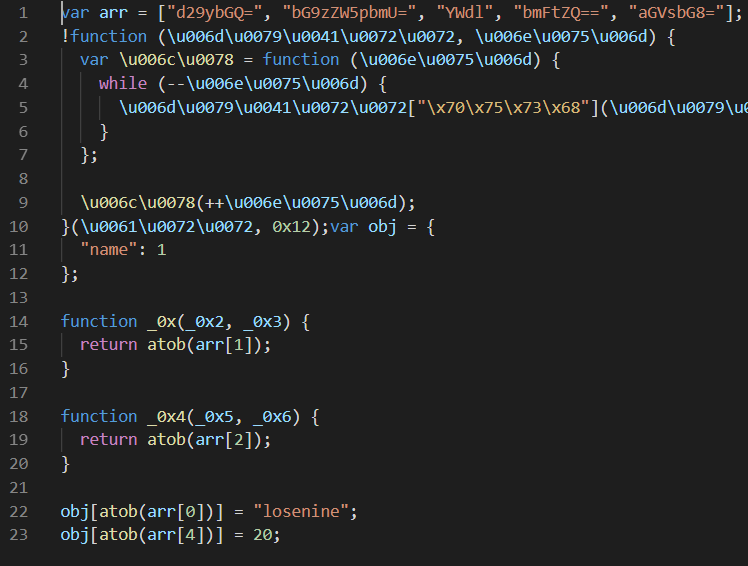 1 var arr = ["d29ybGQ=", "bG9zZW5pbmU=", "YWdl", "bmFtZQ==", "aGVsbG8="];
2 !function (\u006d\u0079\u0041\u0072\u0072, \u006e\u0075\u006d) {
3 var \u006c\u0078 = function (\u006e\u0075\u006d) {
4 while (--\u006e\u0075\u006d) {
5 \u006d\u0079\u0041\u0072\u0072["\x70\x75\x73\x68"](\u006d\u0079\u0
6 }
7 };
8
9 \u006c\u0078(++\u006e\u0075\u006d);
10 }(\u0061\u0072\u0072, 0x12);var obj = {
11 "name": 1
12 };
13
14 function _0x(_0x2, _0x3) {
15 return atob(arr[1]);
16 }
17
18 function _0x4(_0x5, _0x6) {
19 return atob(arr[2]);
20 }
21
22 obj[atob(arr[0])] = "losenine";
23 obj[atob(arr[4])] = 20;